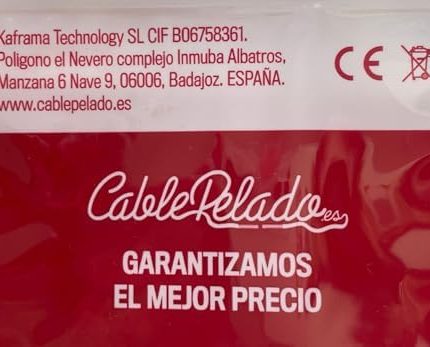 Kaframa Technology SL CIF B06758361.
Poligono el Nevero complejo Inmuba Albatros,
Manzana 6 Nave 9, 06006, Badajoz. ESPAÑA.
www.cablepelado.es
CE
CablePelado.es
GARANTIZAMOS
EL MEJOR PRECIO